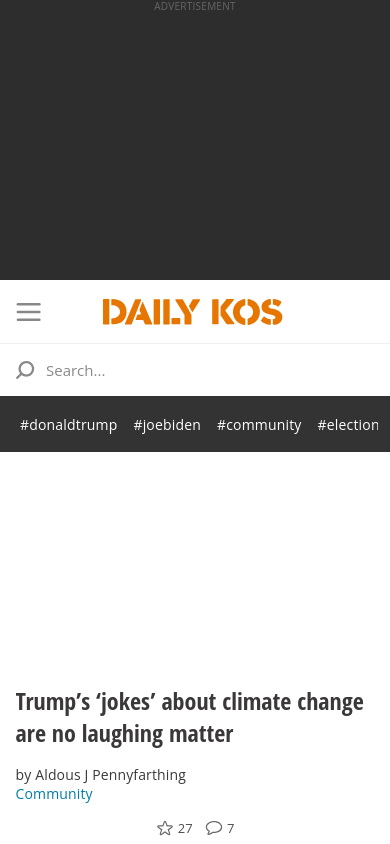 ADVERTISEMENT
DAILY KOS
Search...
#donaldtrump #joebiden #community #election
Trump’s ‘jokes’ about climate change
are no laughing matter
by Aldous J Pennyfarthing
Community
27 7